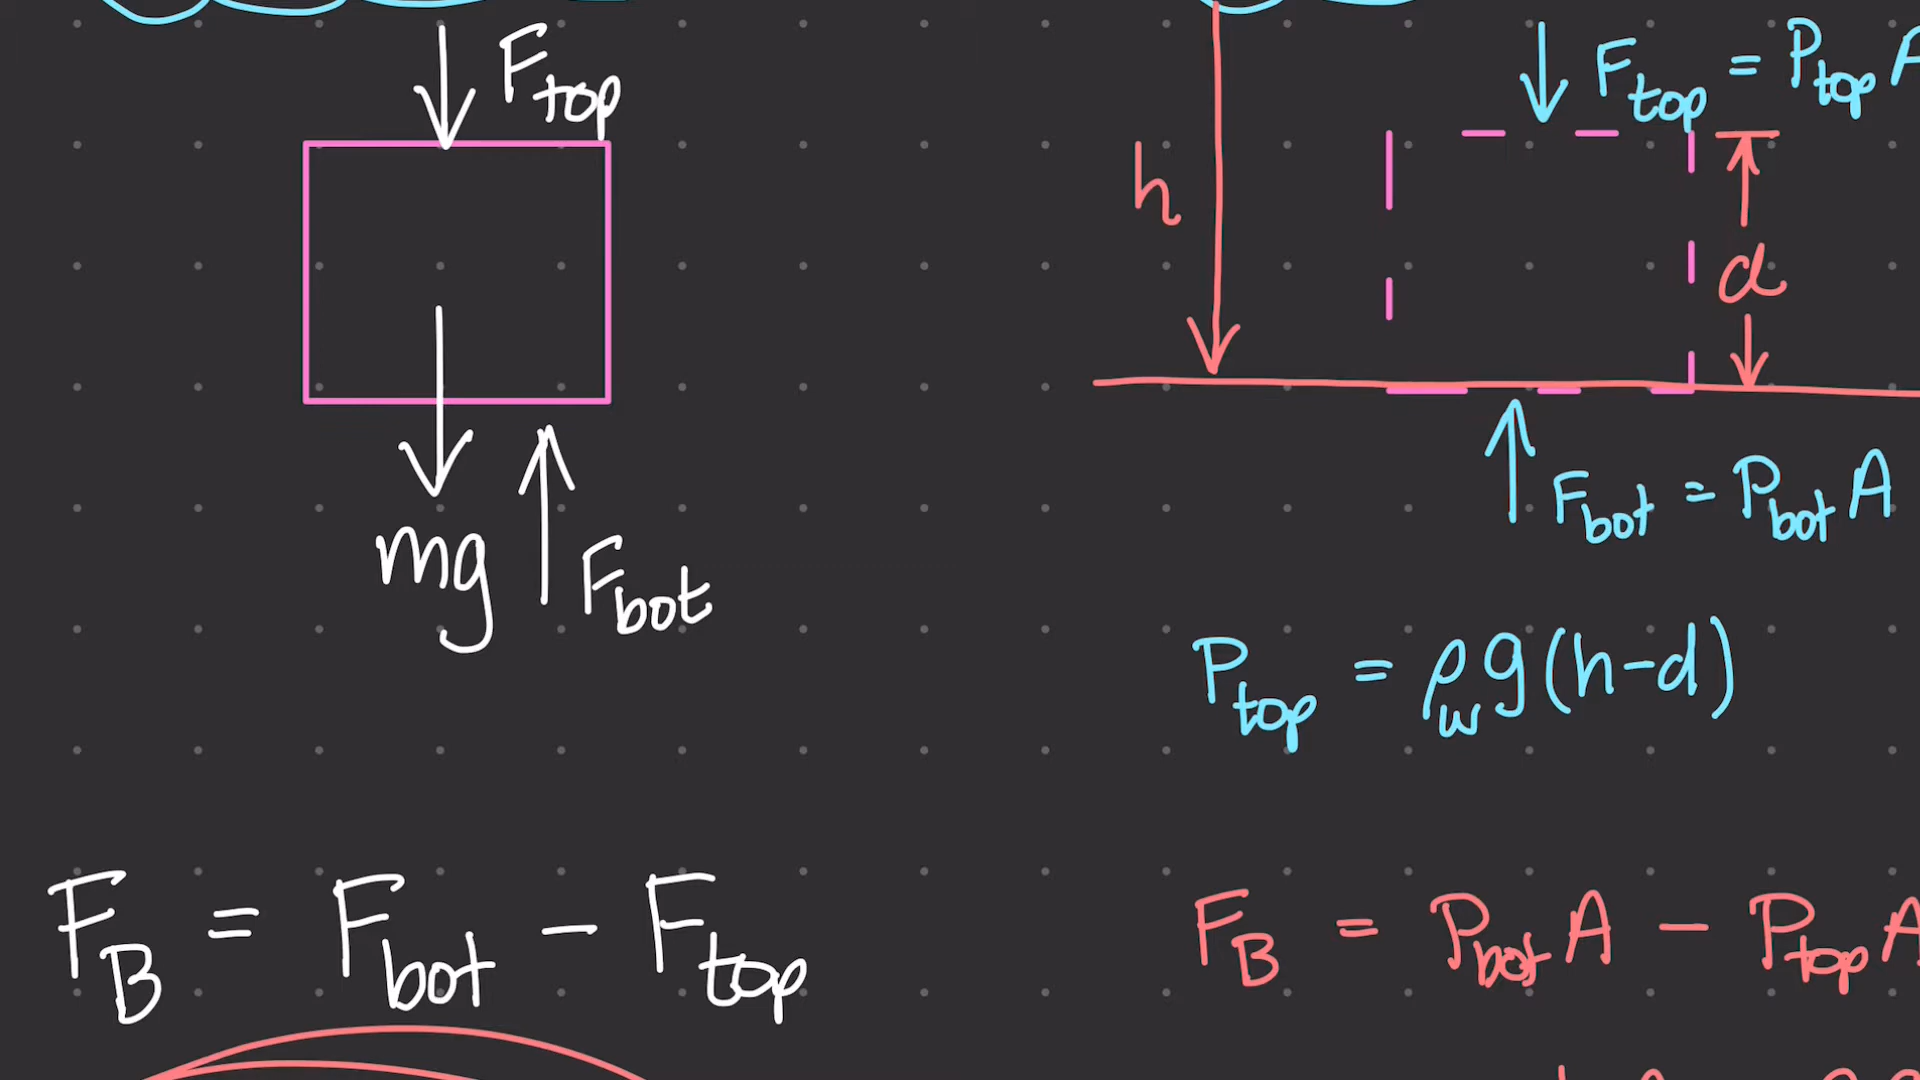 F_top
mg
F_bot
F_B = F_bot - F_top
h
F_top = P_top A
d
F_bot = P_bot A
P_top = ρ_w g (h-d)
F_B = P_bot A - P_top A